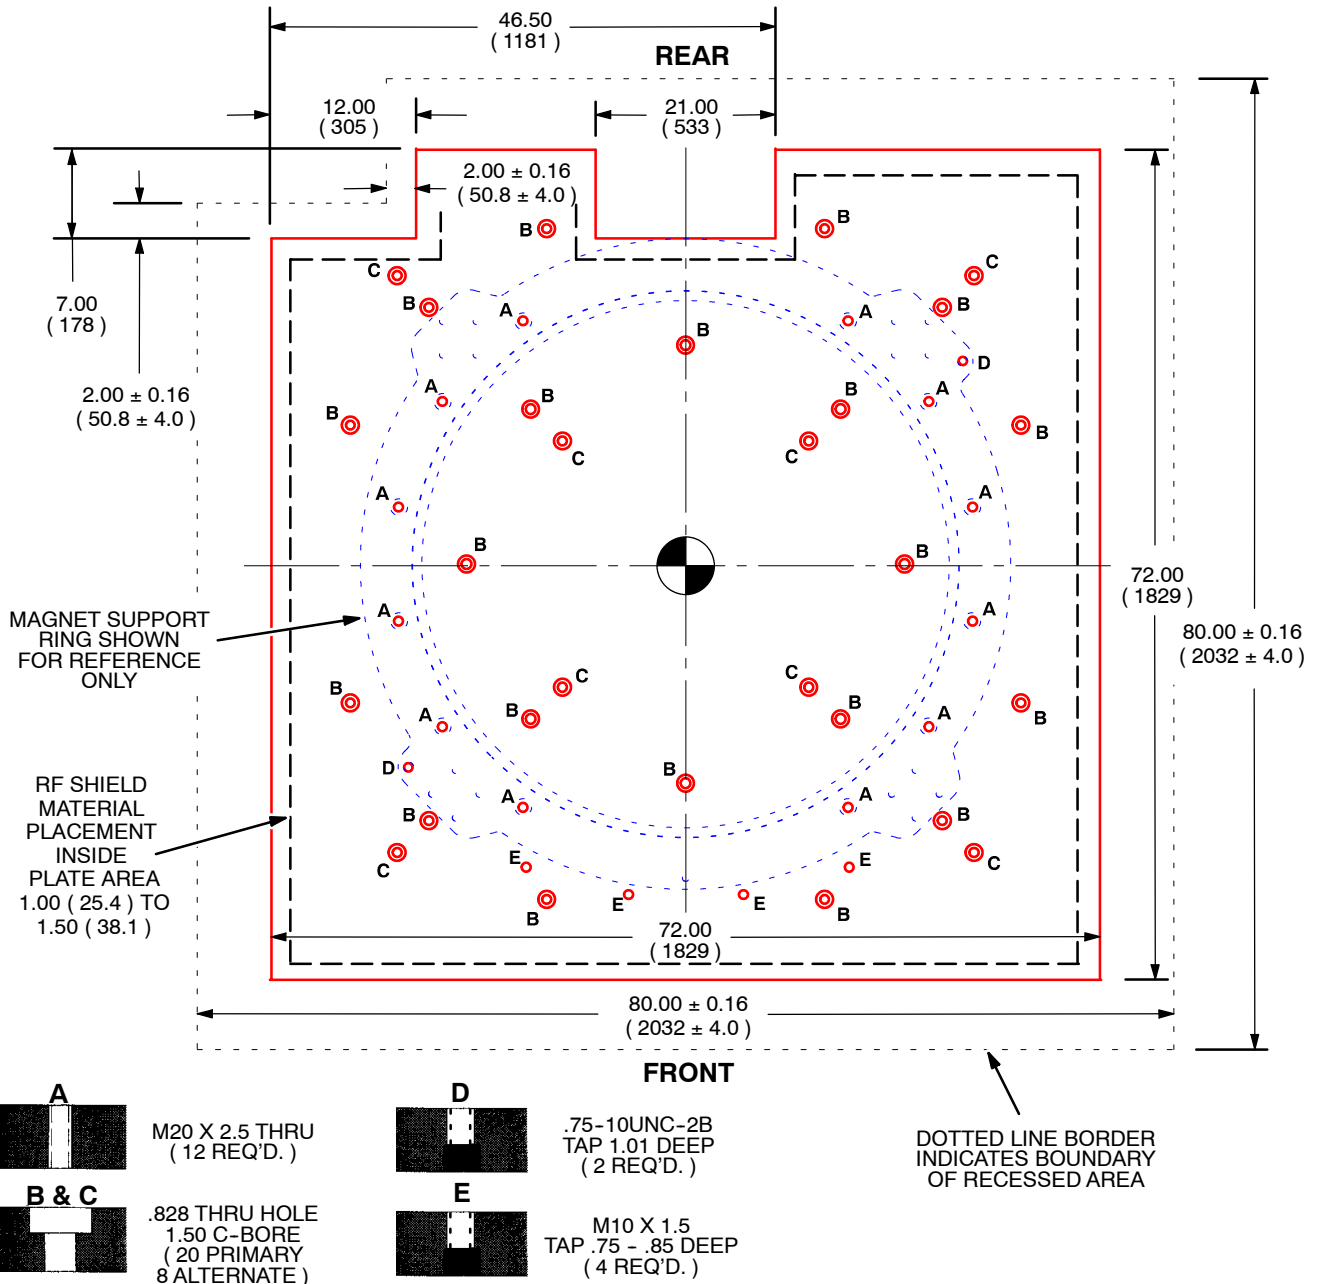 46.50
( 1181 )
REAR
12.00
( 305 )
21.00
( 533 )
2.00 ± 0.16
( 50.8 ± 4.0 )
B
B
C
C
B
B
A
A
B
D
7.00
( 178 )
A
A
2.00 ± 0.16
( 50.8 ± 4.0 )
B
B
B
B
C
C
A
A
B
B
72.00
( 1829 )
MAGNET SUPPORT
RING SHOWN
FOR REFERENCE
ONLY
A
A
80.00 ± 0.16
( 2032 ± 4.0 )
C
C
B
B
B
B
A
A
D
B
RF SHIELD
MATERIAL
PLACEMENT
INSIDE
PLATE AREA
1.00 ( 25.4 ) TO
1.50 ( 38.1 )
A
A
B
B
C
C
E
E
E
E
B
B
72.00
( 1829 )
80.00 ± 0.16
( 2032 ± 4.0 )
FRONT
A
M20 X 2.5 THRU
( 12 REQ'D. )
D
.75-10UNC-2B
TAP 1.01 DEEP
( 2 REQ'D. )
DOTTED LINE BORDER
INDICATES BOUNDARY
OF RECESSED AREA
B & C
.828 THRU HOLE
1.50 C-BORE
( 20 PRIMARY
8 ALTERNATE )
E
M10 X 1.5
TAP .75 - .85 DEEP
( 4 REQ'D. )